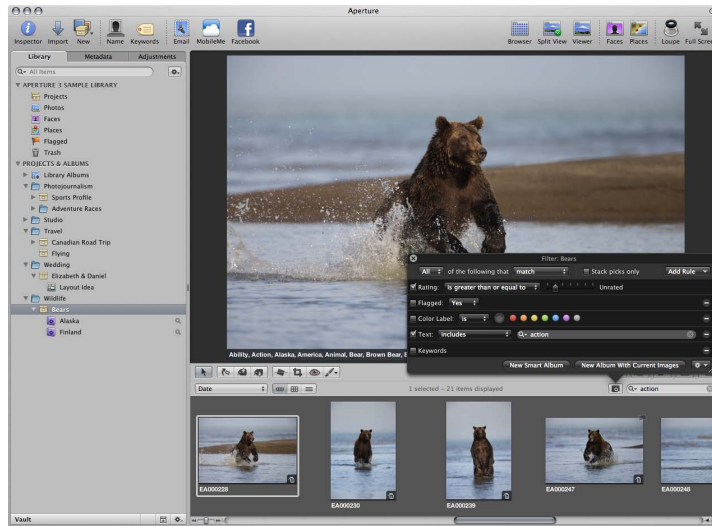 Aperture
Inspector Import New Name Keywords Email MobileMe Facebook Browser Split View Viewer Faces Places Loupe Full Scree
Library Metadata Adjustments
All Items
APERTURE 3 SAMPLE LIBRARY
Projects
Photos
Faces
Places
Flagged
Trash
PROJECTS & ALBUMS
Library Albums
Photojournalism
Sports Profile
Adventure Races
Studio
Travel
Canadian Road Trip
Flying
Wedding
Elizabeth & Daniel
Layout Idea
Wildlife
Bears
Alaska
Finland
Vault
Filter: Bears
All of the following that match Stack picks only Add Rule
Rating: is greater than or equal to Unrated
Flagged: Yes
Color Label: is
Text: includes action
Keywords
New Smart Album New Album With Current Images
Ability, Action, Alaska, America, Animal, Bear, Brown Bear,
Date 1 selected – 21 items displayed action
EA000228
EA000230
EA000239
EA000247
EA000248